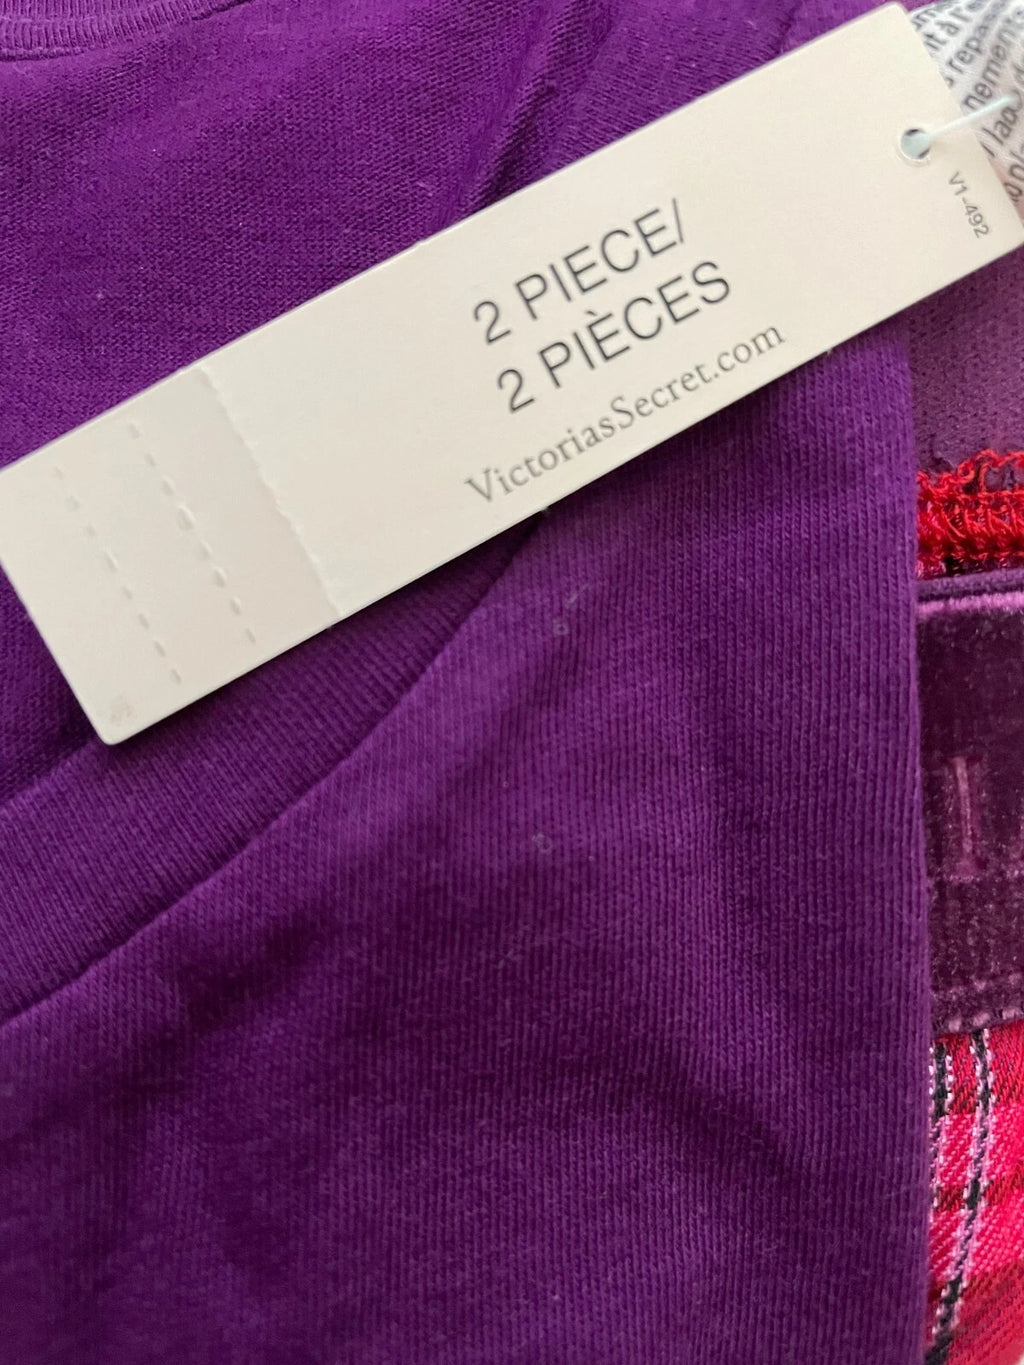 2 PIECE/
2 PIÈCES
VictoriasSecret.com
V1-492